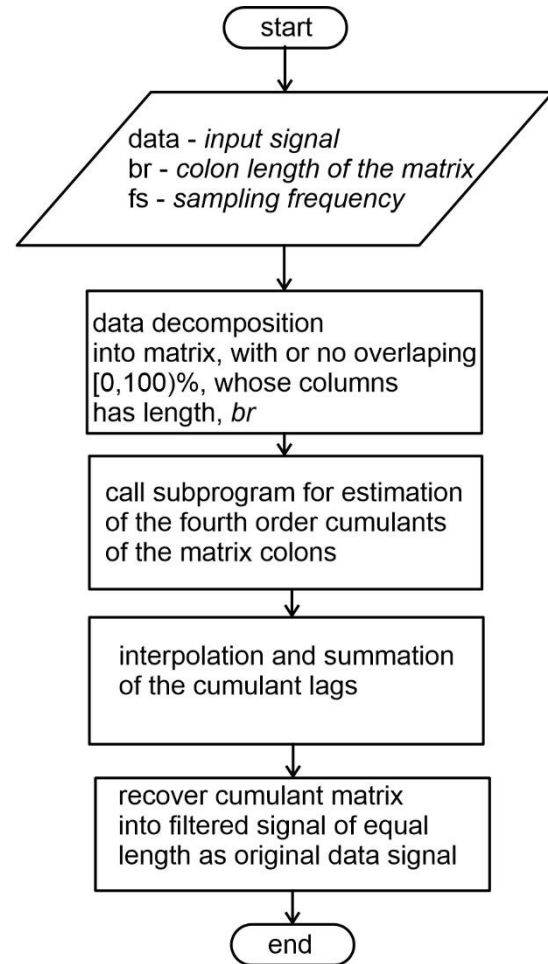 start
data - input signal
br - colon length of the matrix
fs - sampling frequency
data decomposition
into matrix, with or no overlaping
[0,100)%, whose columns
has length, br
call subprogram for estimation
of the fourth order cumulants
of the matrix colons
interpolation and summation
of the cumulant lags
recover cumulant matrix
into filtered signal of equal
length as original data signal
end